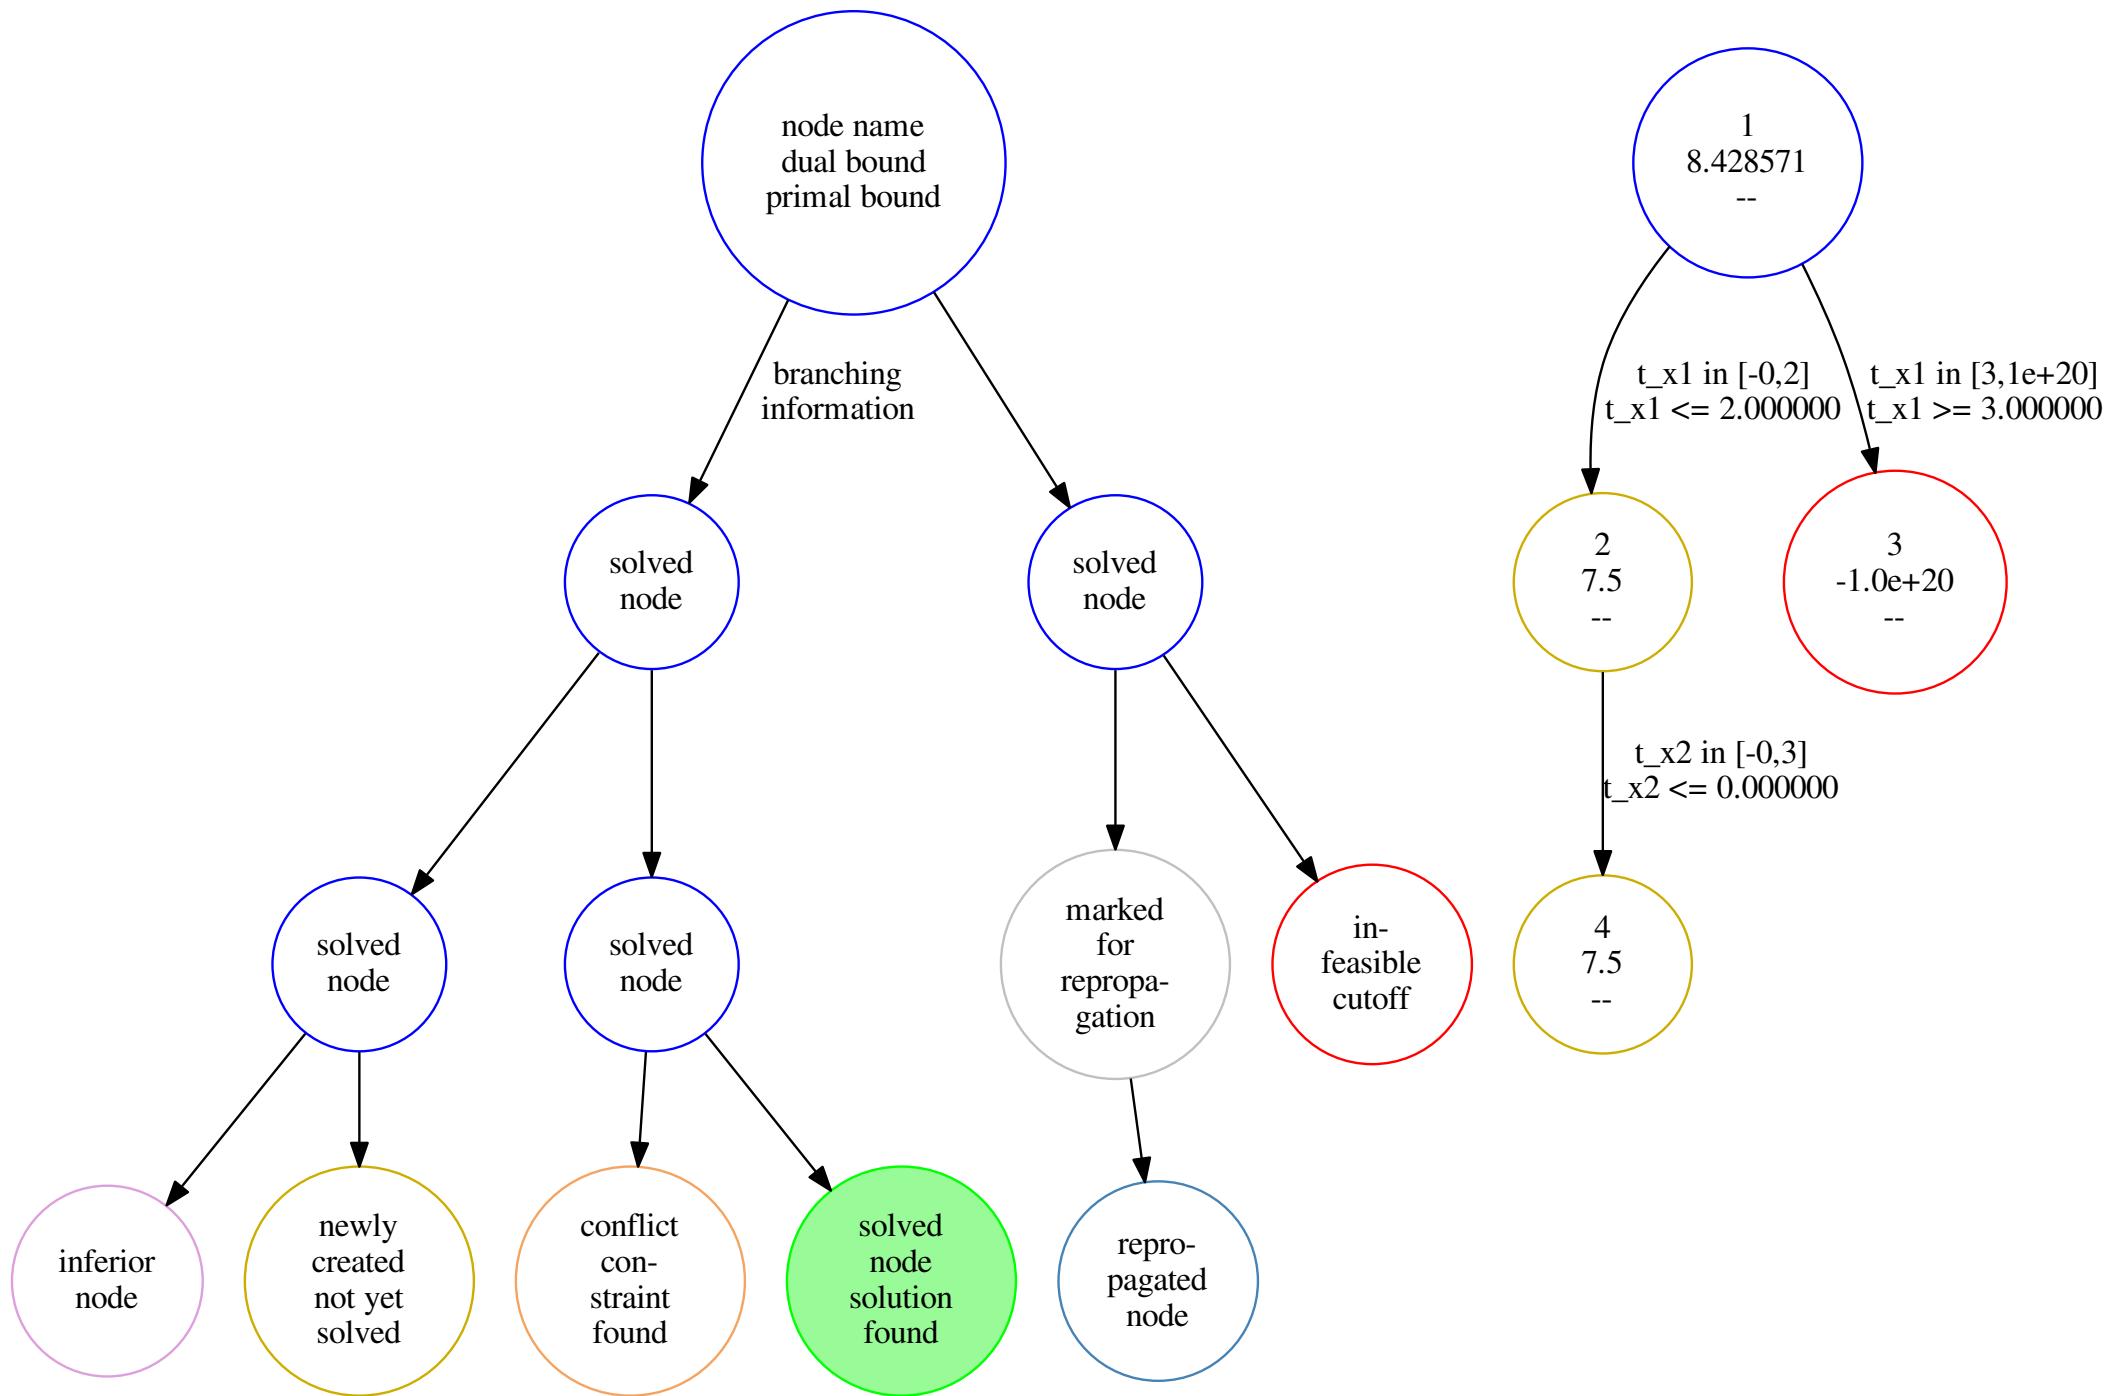 node name
dual bound
primal bound
branching
information
solved
node
solved
node
solved
node
solved
node
marked
for
repropa-
gation
in-
feasible
cutoff
inferior
node
newly
created
not yet
solved
conflict
con-
straint
found
solved
node
solution
found
repro-
pagated
node
1
8.428571
--
t_x1 in [-0,2]
t_x1 <= 2.000000
t_x1 in [3,1e+20]
t_x1 >= 3.000000
2
7.5
--
3
-1.0e+20
--
t_x2 in [-0,3]
t_x2 <= 0.000000
4
7.5
--